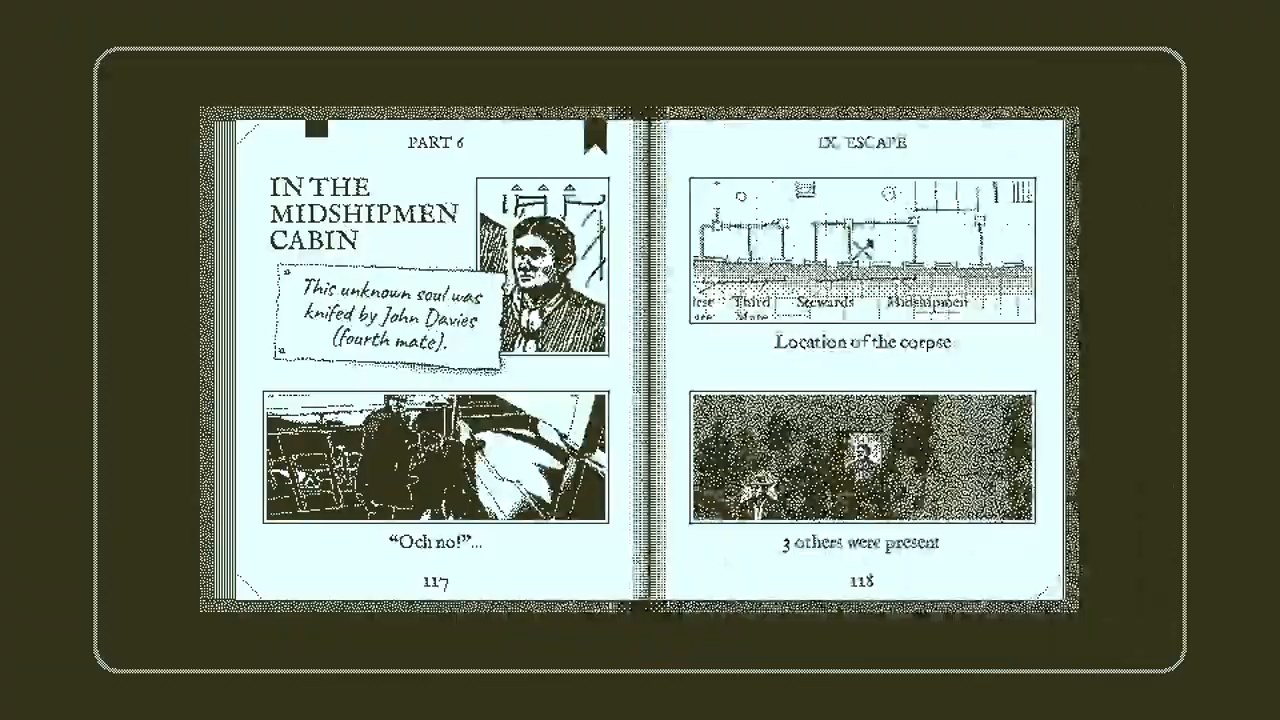 PART 6
IN THE
MIDSHIPMEN
CABIN
This unknown soul was
knifed by John Davies
(fourth mate).
“Och no!”...
117
IX. ESCAPE
Third Stewards Midshipmen
Mate
Location of the corpse
3 others were present
118